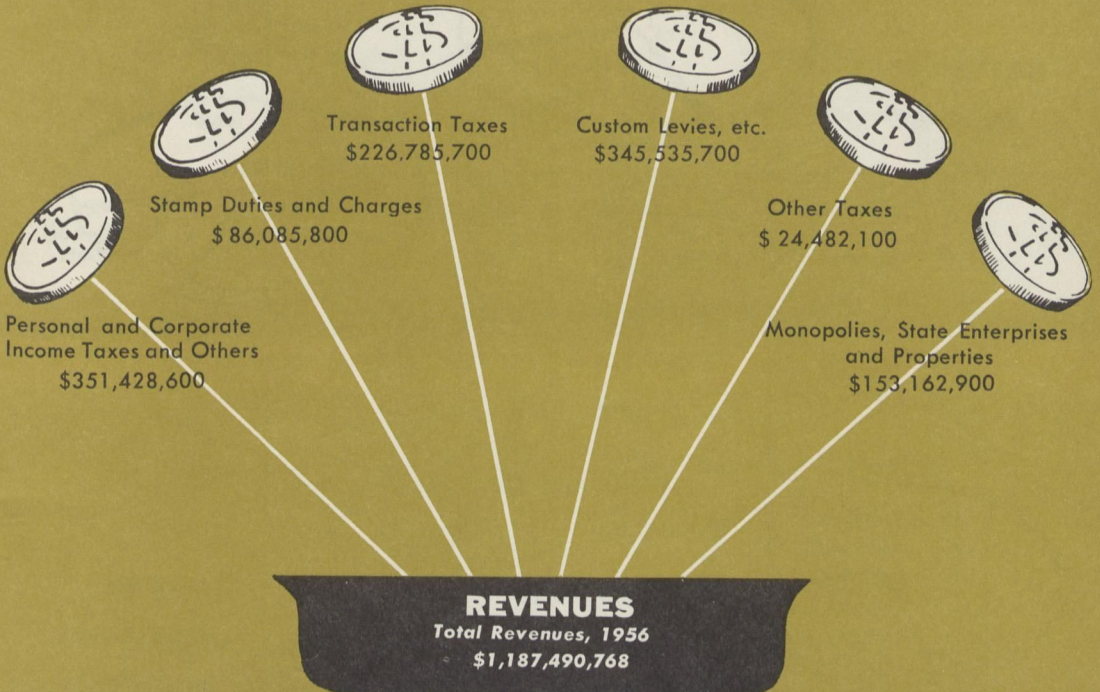 Transaction Taxes
$226.785,700
Custom Levies, etc.
$345,535,700
Stamp Duties and Charges
$ 86,085,800
Other Taxes
$ 24,482,100
Personal and Corporate
Income Taxes and Others
$351,428,600
Monopolies, State Enterprises
and Properties
$153,162,900
REVENUES
Total Revenues, 1956
$1,187,490,768